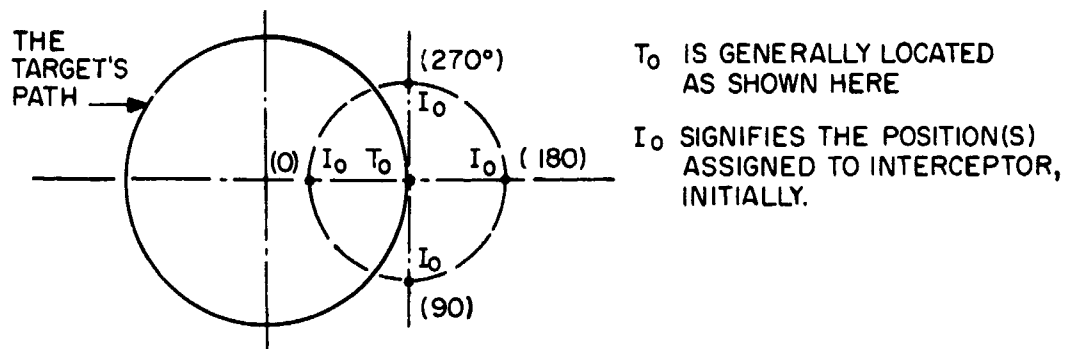 THE
TARGET'S
PATH
(270°)
I₀
(0) I₀ T₀ I₀ (180)
I₀
(90)
T₀ IS GENERALLY LOCATED
AS SHOWN HERE
I₀ SIGNIFIES THE POSITION(S)
ASSIGNED TO INTERCEPTOR,
INITIALLY.